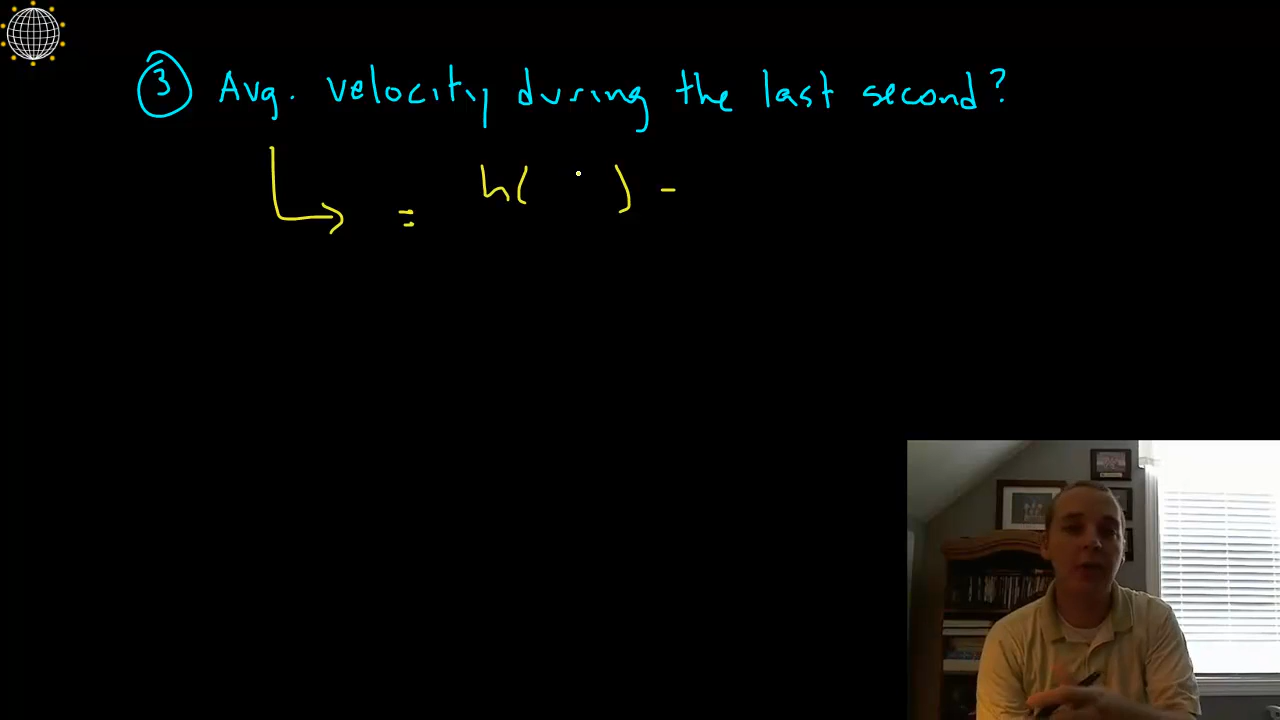 ③ Avg. velocity during the last second?
= h( ) -